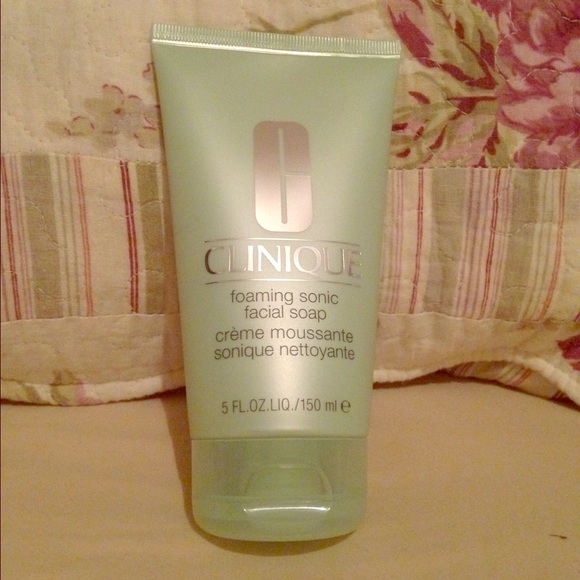 CLINIQUE
foaming sonic
facial soap
crème moussante
sonique nettoyante
5 FL.OZ.LIQ./150 ml ℮